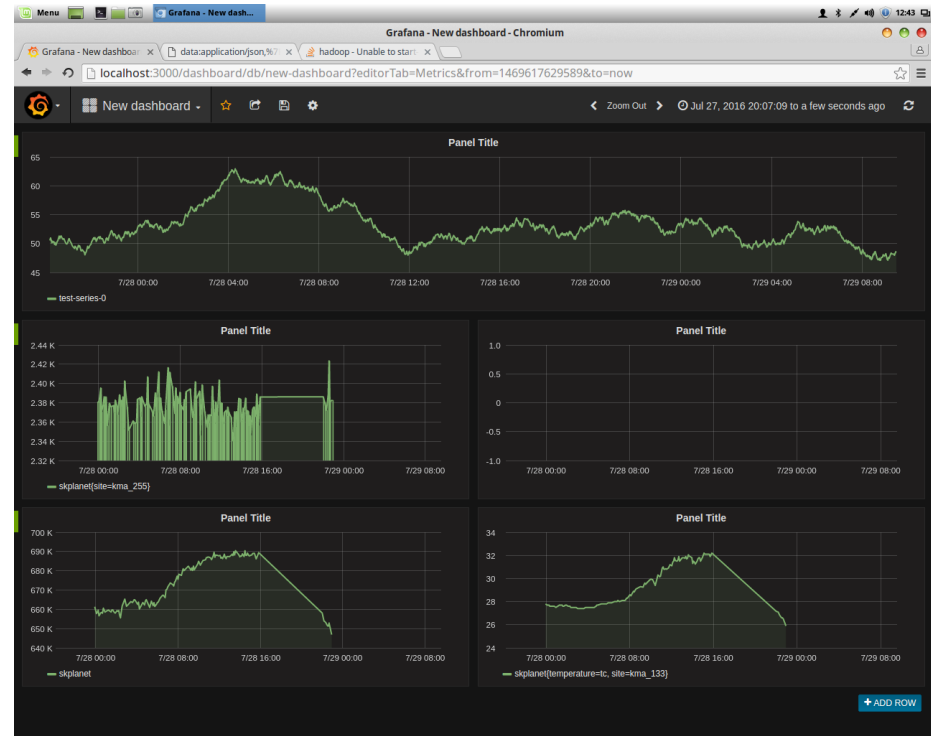 Menu
Grafana - New dash...
12:43
Grafana - New dashboard - Chromium
Grafana - New dashboar
data:application/json,%7
hadoop - Unable to start
localhost:3000/dashboard/db/new-dashboard?editorTab=Metrics&from=1469617629589&to=now
New dashboard
Zoom Out
Jul 27, 2016 20:07:09 to a few seconds ago
Panel Title
65
60
55
50
45
7/28 00:00 7/28 04:00 7/28 08:00 7/28 12:00 7/28 16:00 7/28 20:00 7/29 00:00 7/29 04:00 7/29 08:00
test-series-0
Panel Title
2.44 K
2.42 K
2.40 K
2.38 K
2.36 K
2.34 K
2.32 K
7/28 00:00 7/28 08:00 7/28 16:00 7/29 00:00 7/29 08:00
skplanet{site=kma_255}
Panel Title
1.0
0.5
0
-0.5
-1.0
7/28 00:00 7/28 08:00 7/28 16:00 7/29 00:00 7/29 08:00
Panel Title
700 K
690 K
680 K
670 K
660 K
650 K
640 K
7/28 00:00 7/28 08:00 7/28 16:00 7/29 00:00 7/29 08:00
skplanet
Panel Title
34
32
30
28
26
24
7/28 00:00 7/28 08:00 7/28 16:00 7/29 00:00 7/29 08:00
skplanet{temperature=tc, site=kma_133}
+ ADD ROW